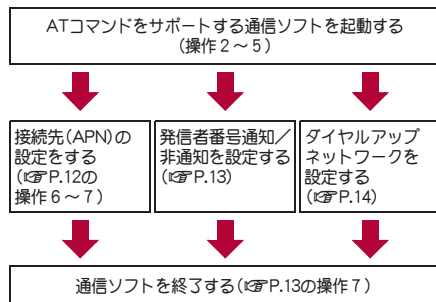 ATコマンドをサポートする通信ソフトを起動する
(操作2~5)
接続先(APN)の
設定をする
(☞P.12の
操作6~7)
発信者番号通知/
非通知を設定する
(☞P.13)
ダイヤルアップ
ネットワークを
設定する
(☞P.14)
通信ソフトを終了する(☞P.13の操作7)